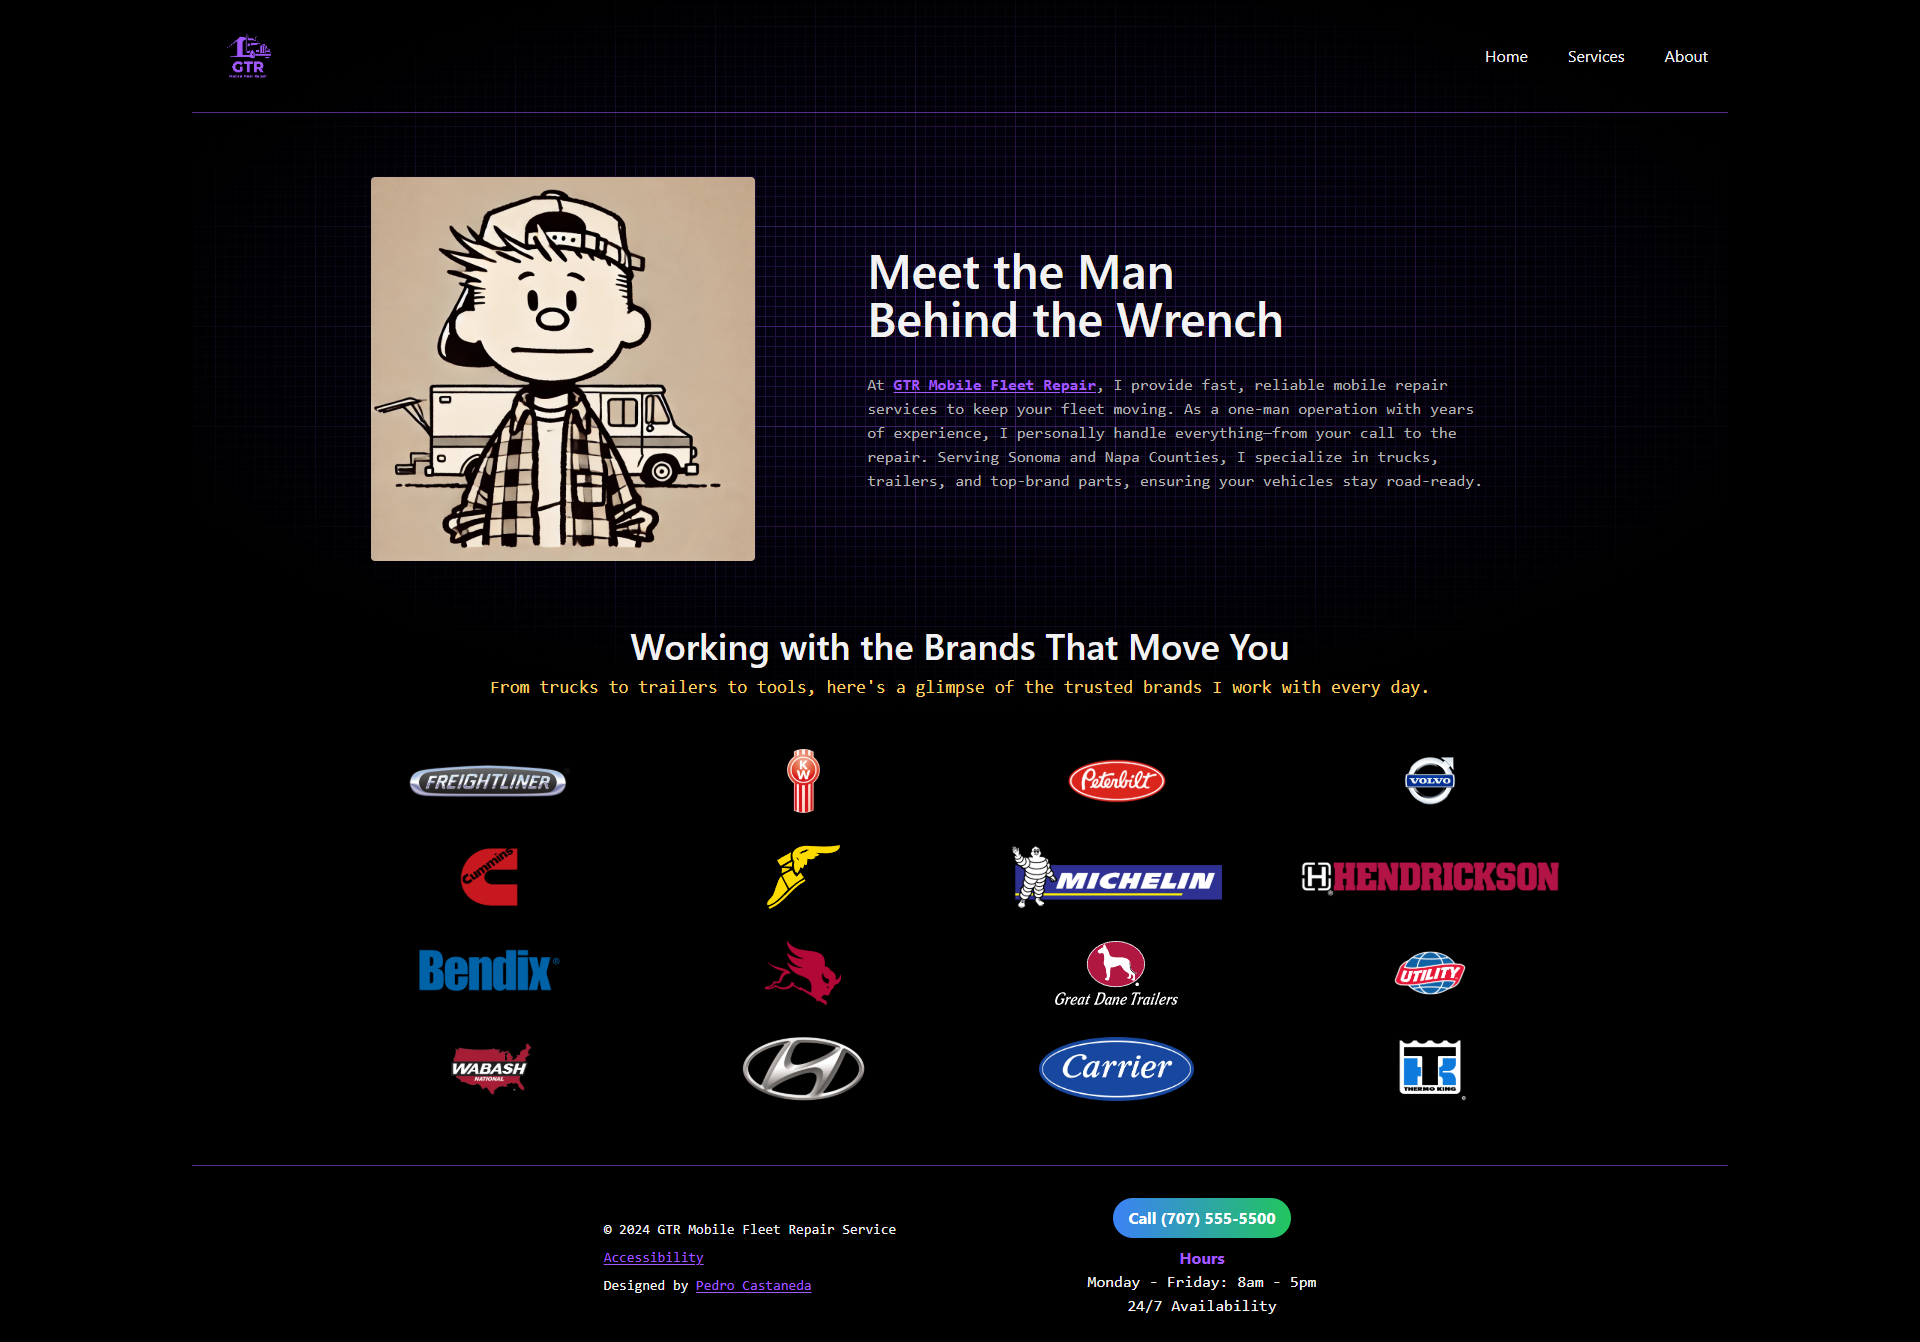 GTR
Home
Services
About
Meet the Man
Behind the Wrench
At GTR Mobile Fleet Repair, I provide fast, reliable mobile repair
services to keep your fleet moving. As a one-man operation with years
of experience, I personally handle everything—from your call to the
repair. Serving Sonoma and Napa Counties, I specialize in trucks,
trailers, and top-brand parts, ensuring your vehicles stay road-ready.
Working with the Brands That Move You
From trucks to trailers to tools, here's a glimpse of the trusted brands I work with every day.
FREIGHTLINER
KW
Peterbilt
VOLVO
Cummins
MICHELIN
H HENDRICKSON
Bendix®
Great Dane Trailers
UTILITY
WABASH
NATIONAL
Carrier
TK
THERMO KING
®
© 2024 GTR Mobile Fleet Repair Service
Accessibility
Designed by Pedro Castaneda
Call (707) 555-5500
Hours
Monday - Friday: 8am - 5pm
24/7 Availability